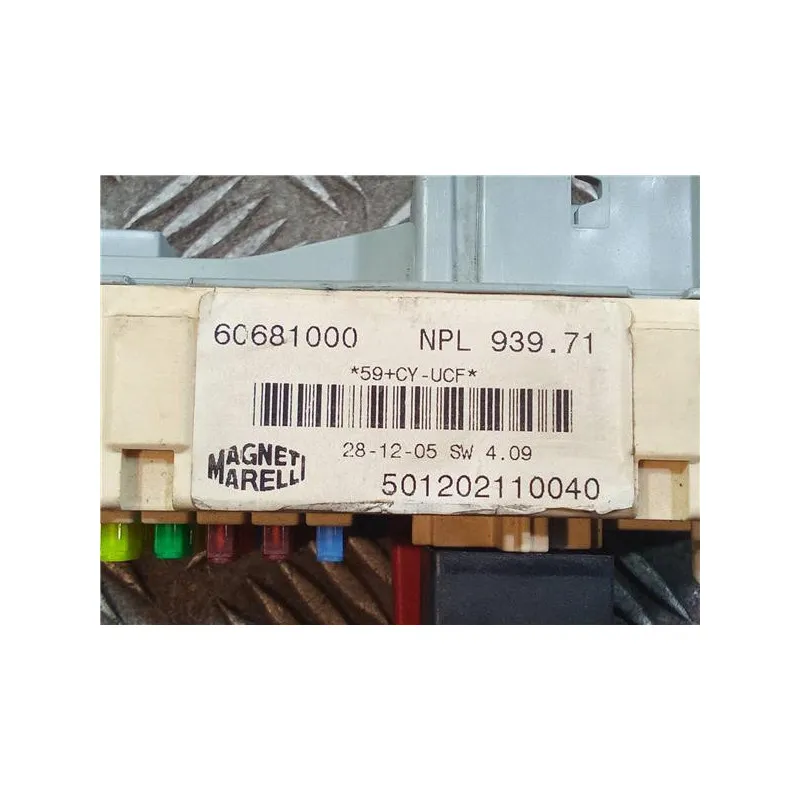 60681000 NPL 939.71
*59+CY-UCF*
28-12-05 SW 4.09
MAGNETI
MARELLI
501202110040